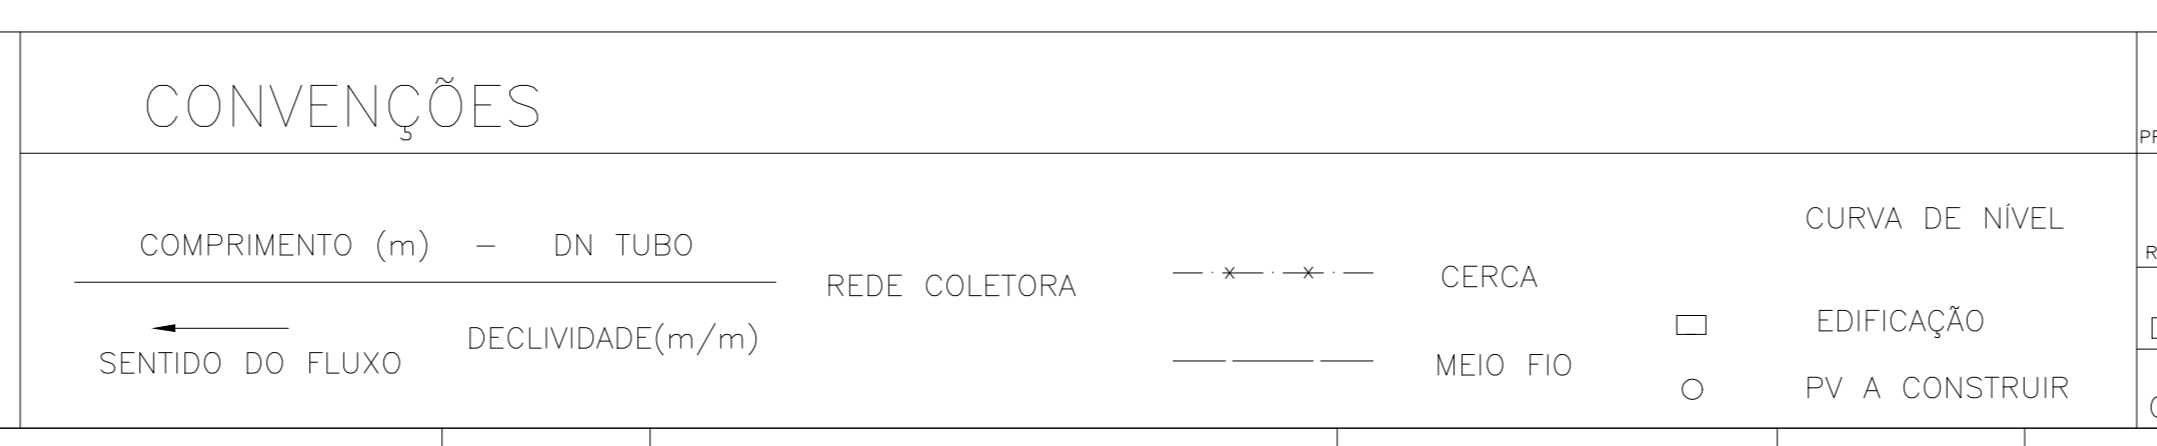 CONVENÇÕES
COMPRIMENTO (m) - DN TUBO
REDE COLETORA
SENTIDO DO FLUXO
DECLIVIDADE(m/m)
CERCA
MEIO FIO
CURVA DE NÍVEL
EDIFICAÇÃO
PV A CONSTRUIR